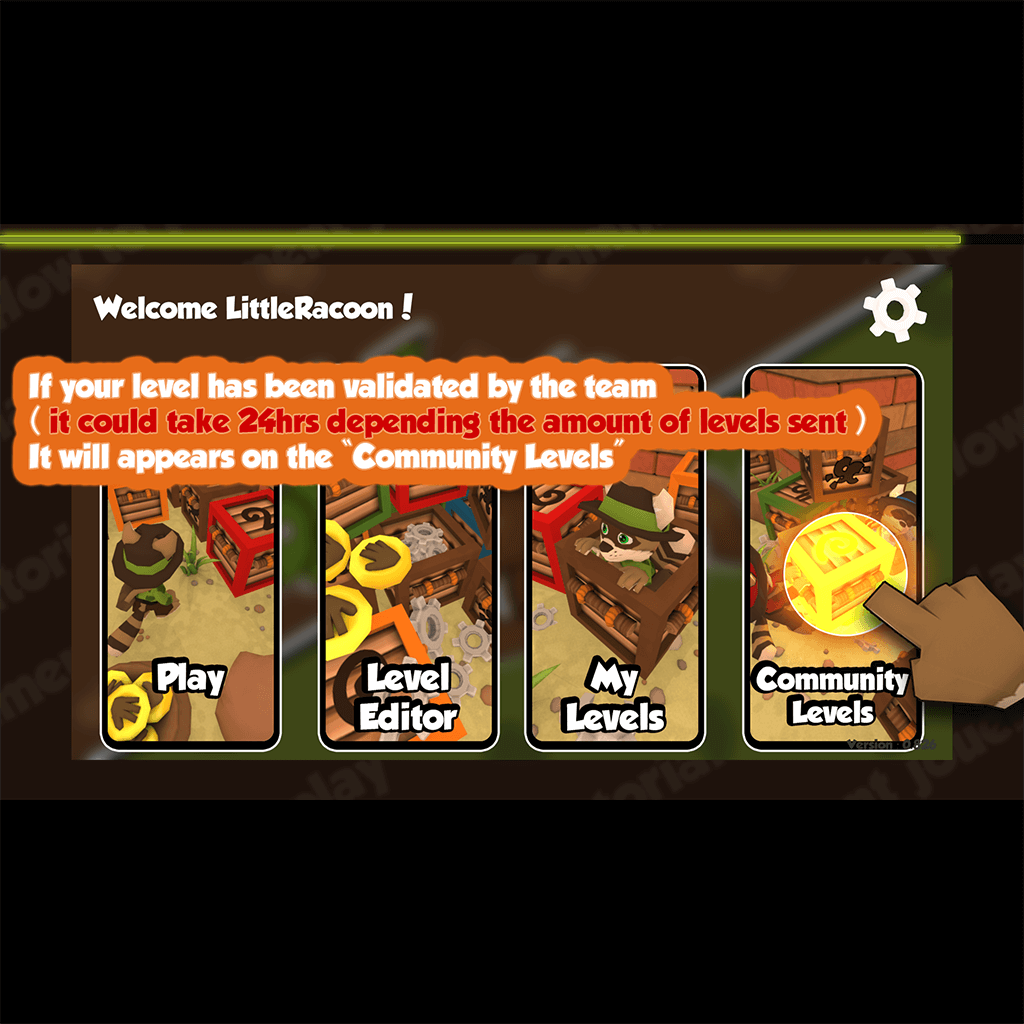 Welcome LittleRacoon !
If your level has been validated by the team
( it could take 24hrs depending the amount of levels sent )
It will appears on the "Community Levels"
Play
Level
Editor
My
Levels
Community
Levels
Version